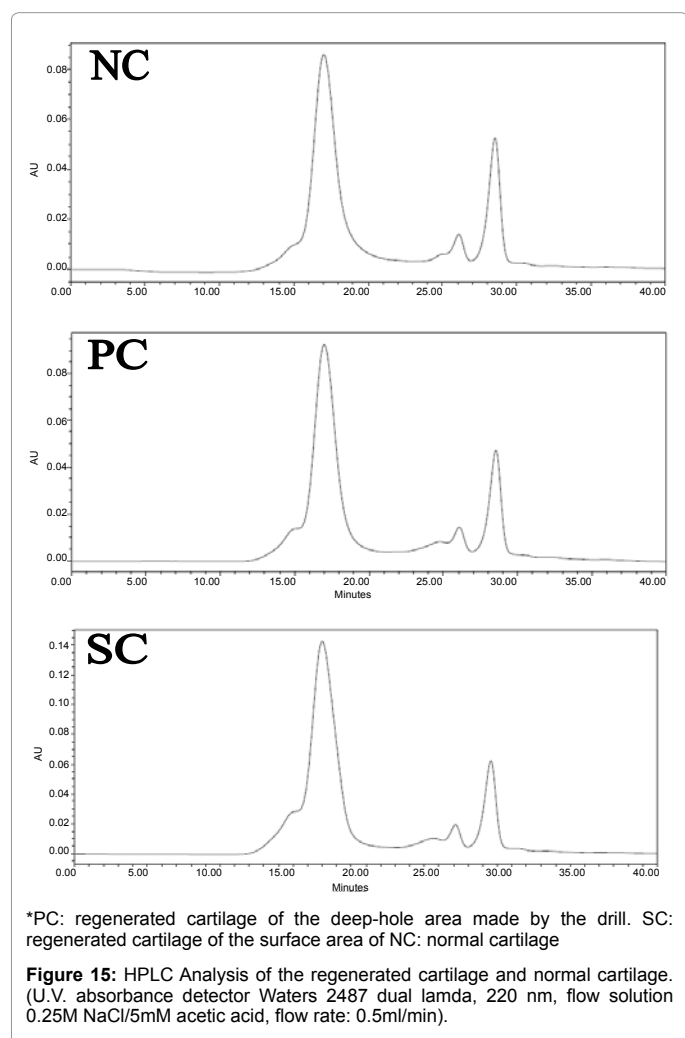 NC
0.08
0.06
AU
0.04
0.02
0.00
0.00 5.00 10.00 15.00 20.00 25.00 30.00 35.00 40.00
PC
0.08
0.06
AU
0.04
0.02
0.00
0.00 5.00 10.00 15.00 20.00 25.00 30.00 35.00 40.00
Minutes
SC
0.14
0.12
0.10
0.08
AU
0.06
0.04
0.02
0.00
0.00 5.00 10.00 15.00 20.00 25.00 30.00 35.00 40.00
Minutes
*PC: regenerated cartilage of the deep-hole area made by the drill. SC:
regenerated cartilage of the surface area of NC: normal cartilage
Figure 15: HPLC Analysis of the regenerated cartilage and normal cartilage.
(U.V. absorbance detector Waters 2487 dual lamda, 220 nm, flow solution
0.25M NaCl/5mM acetic acid, flow rate: 0.5ml/min).